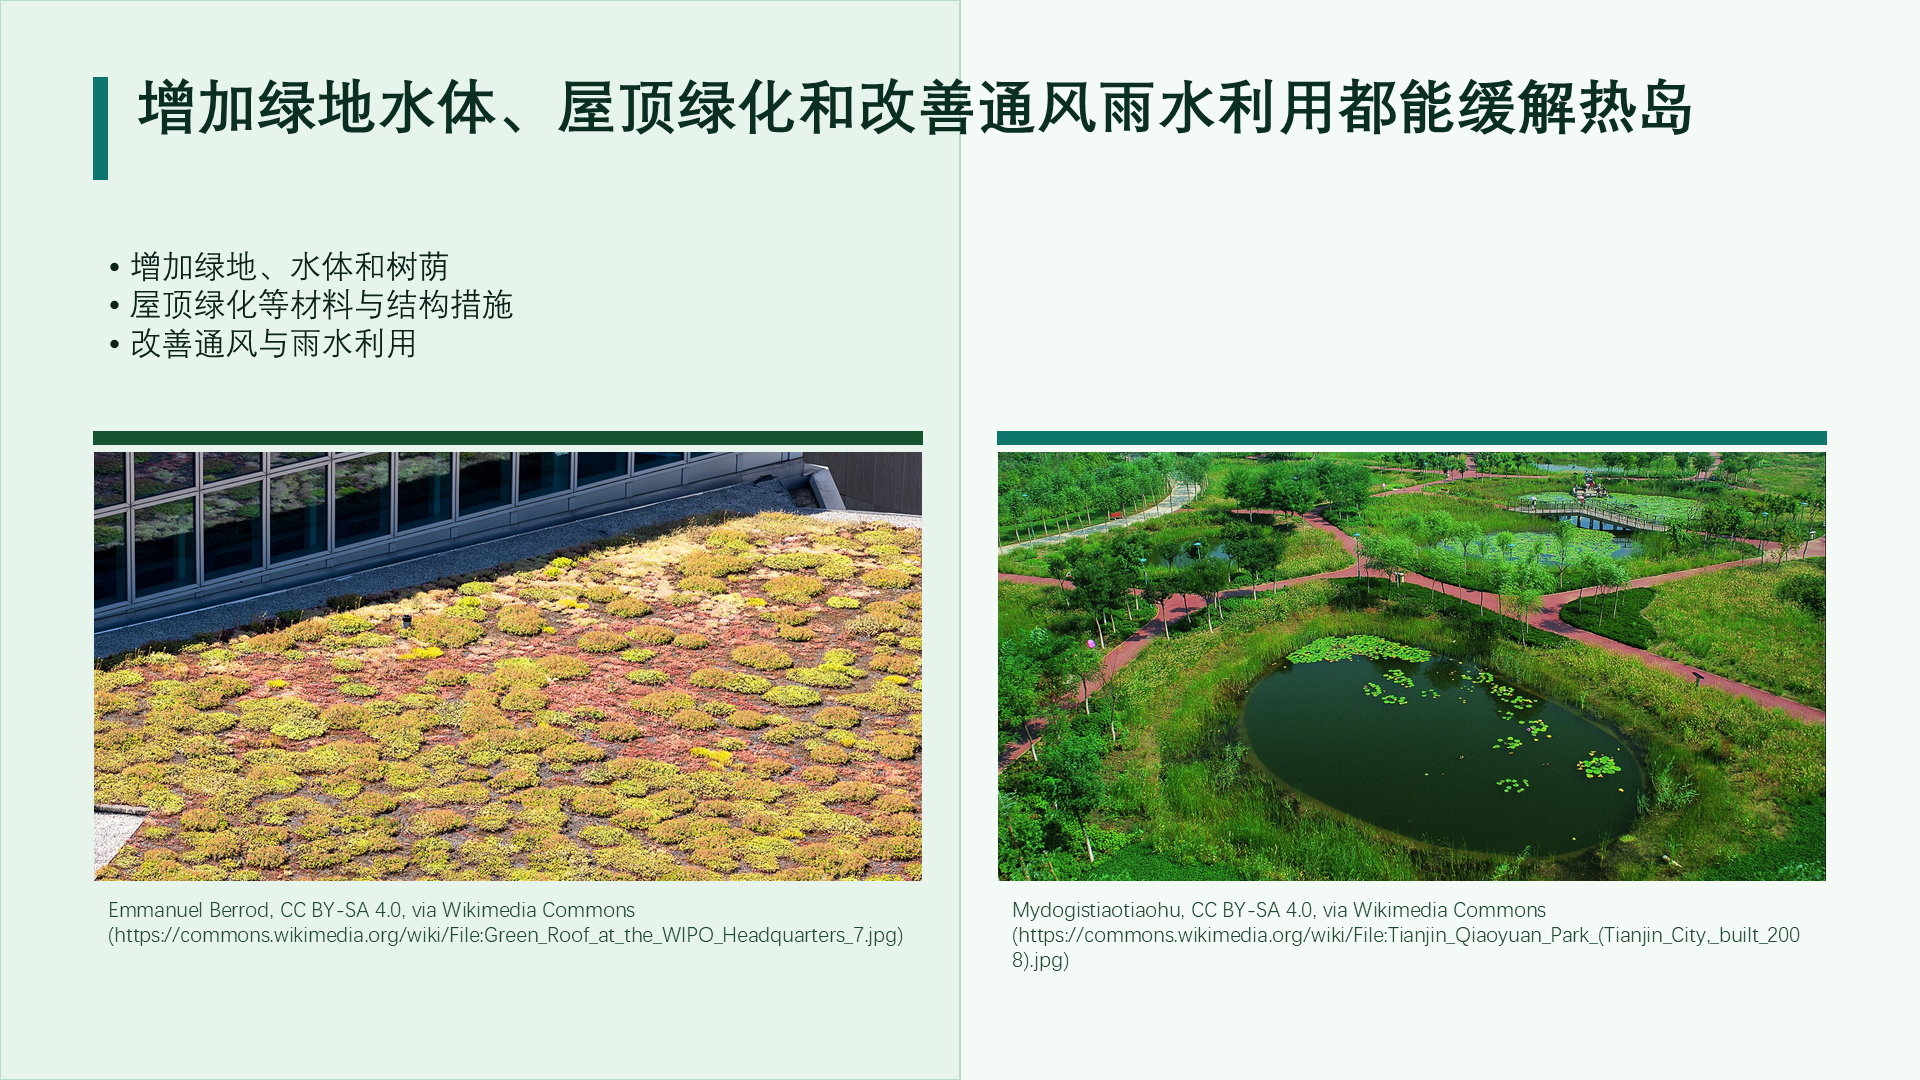 增加绿地水体、屋顶绿化和改善通风雨水利用都能缓解热岛
• 增加绿地、水体和树荫
• 屋顶绿化等材料与结构措施
• 改善通风与雨水利用
Emmanuel Berrod, CC BY-SA 4.0, via Wikimedia Commons
(https://commons.wikimedia.org/wiki/File:Green_Roof_at_the_WIPO_Headquarters_7.jpg)
Mydogistiaotiaohu, CC BY-SA 4.0, via Wikimedia Commons
(https://commons.wikimedia.org/wiki/File:Tianjin_Qiaoyuan_Park_(Tianjin_City,_built_200
8).jpg)